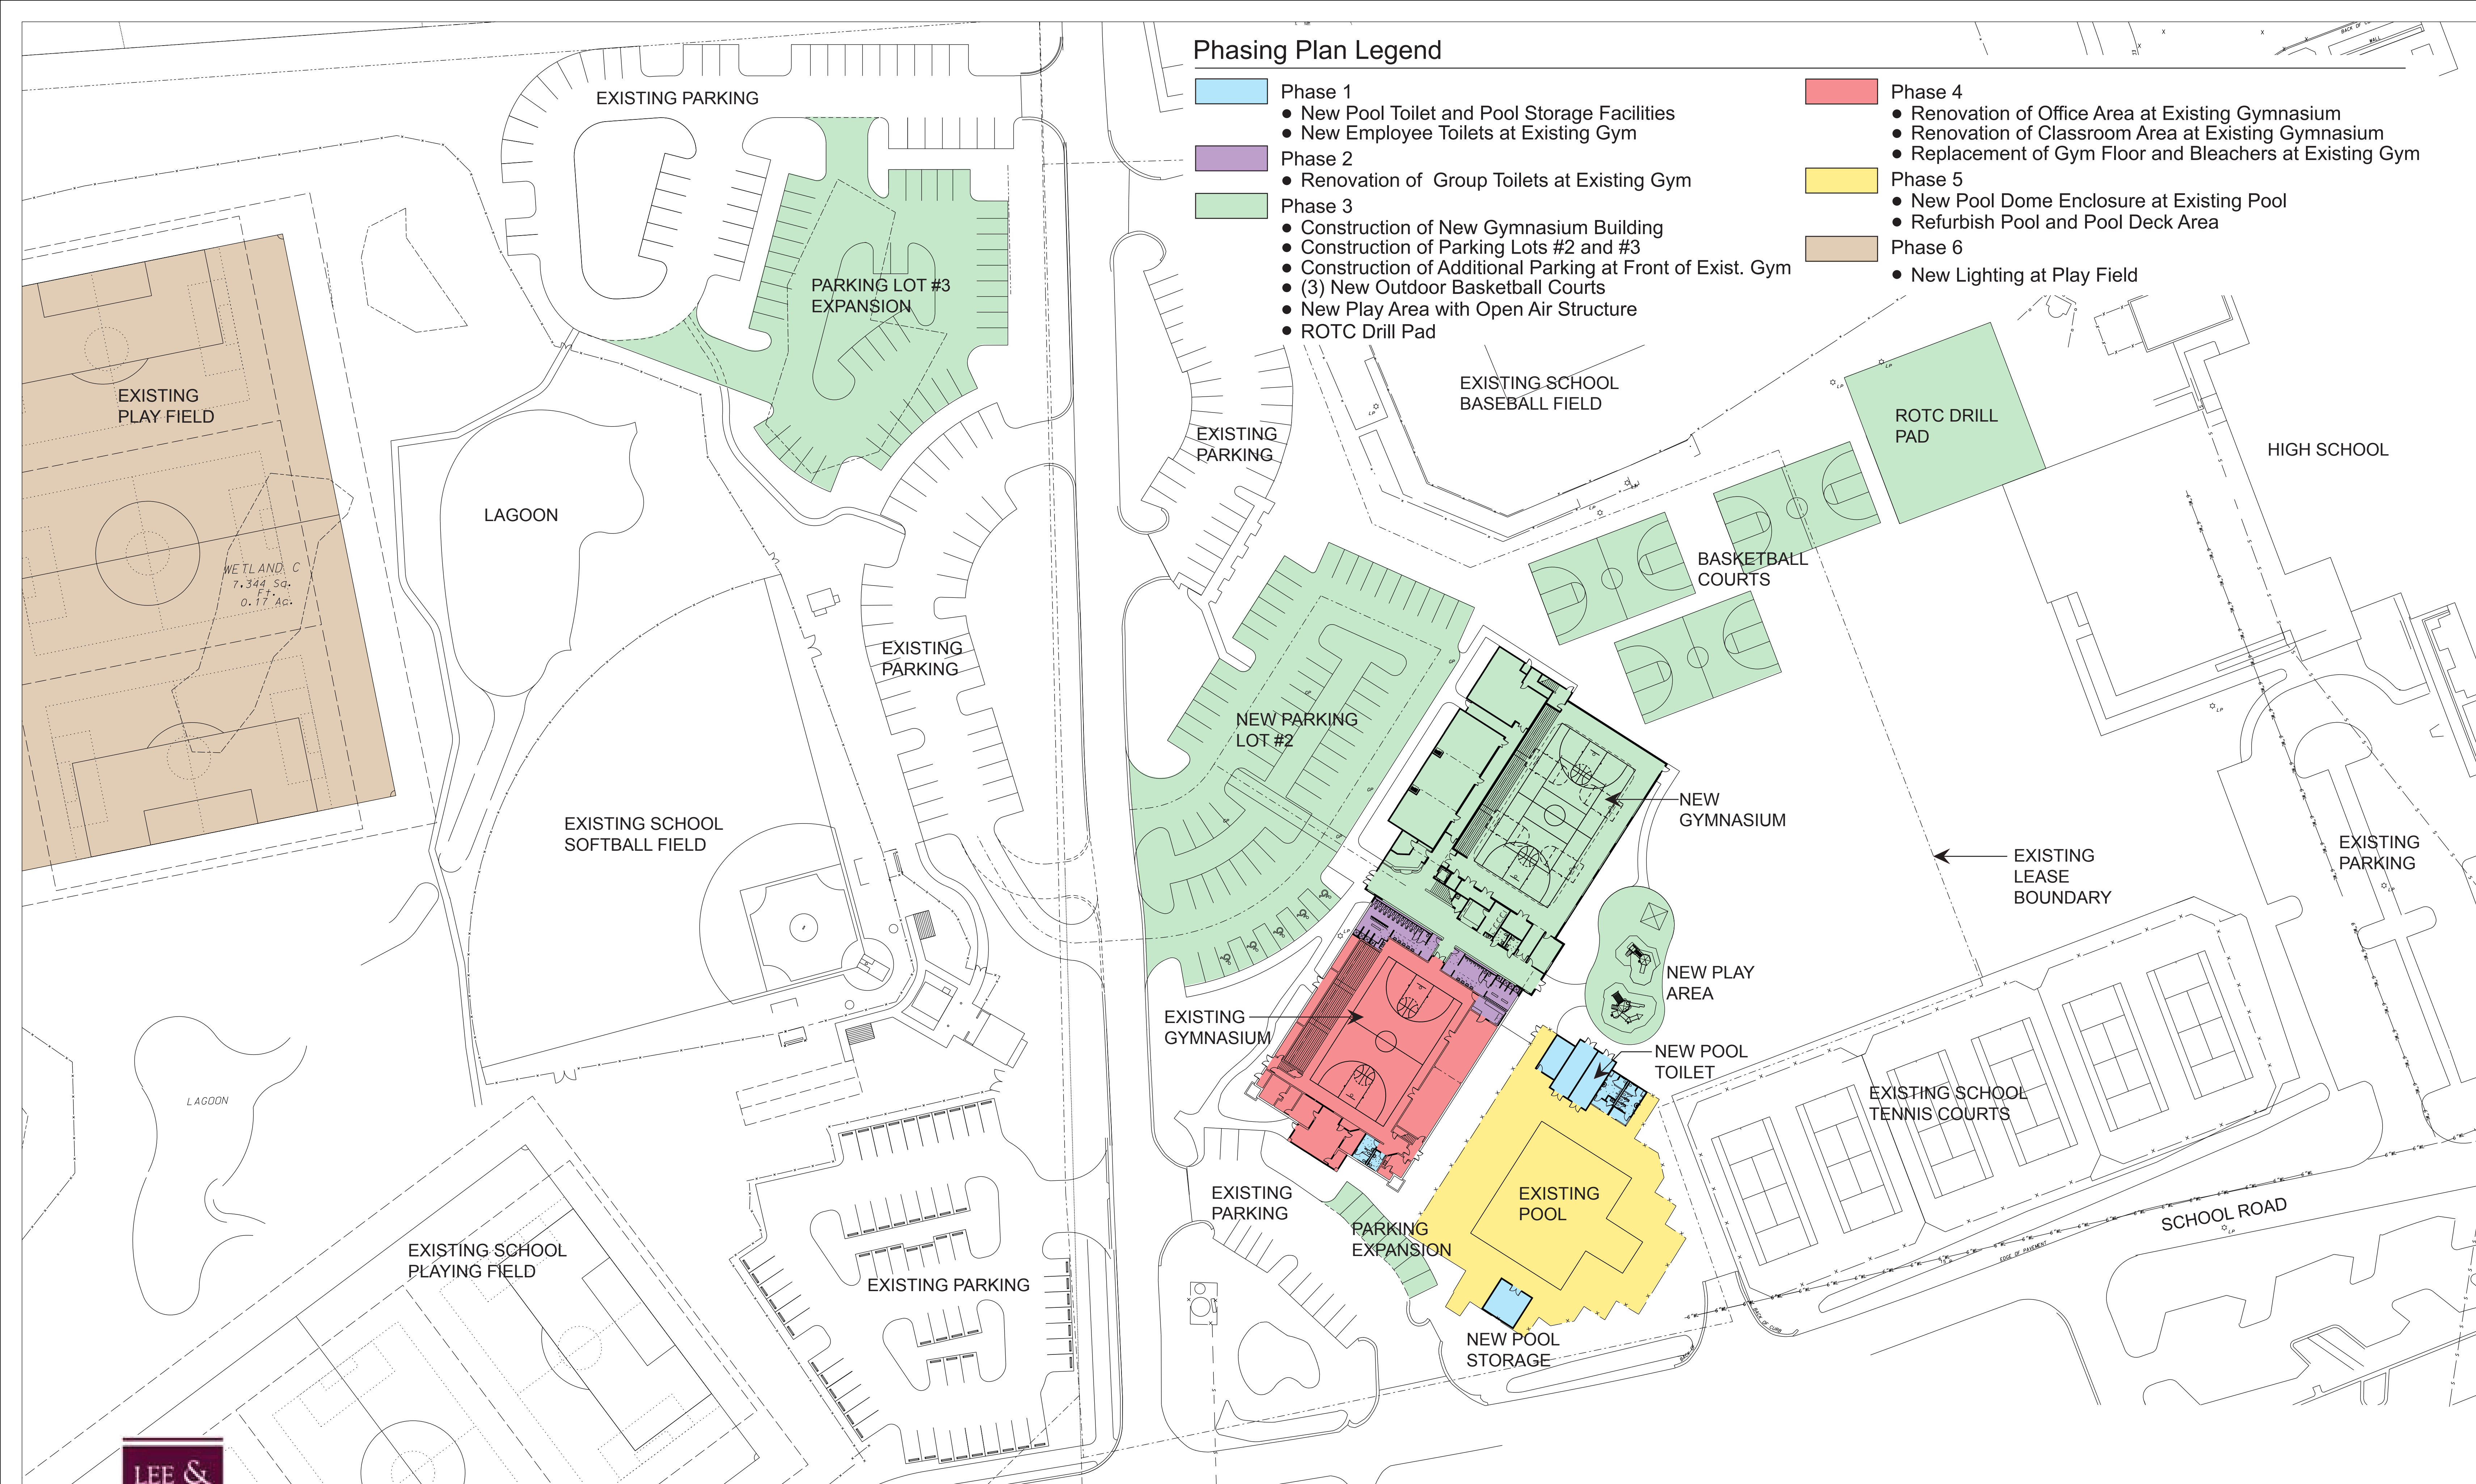 Phasing Plan Legend
Phase 1
● New Pool Toilet and Pool Storage Facilities
● New Employee Toilets at Existing Gym
Phase 2
● Renovation of Group Toilets at Existing Gym
Phase 3
● Construction of New Gymnasium Building
● Construction of Parking Lots #2 and #3
● Construction of Additional Parking at Front of Exist. Gym
● (3) New Outdoor Basketball Courts
● New Play Area with Open Air Structure
● ROTC Drill Pad
Phase 4
● Renovation of Office Area at Existing Gymnasium
● Renovation of Classroom Area at Existing Gymnasium
● Replacement of Gym Floor and Bleachers at Existing Gym
Phase 5
● New Pool Dome Enclosure at Existing Pool
● Refurbish Pool and Pool Deck Area
Phase 6
● New Lighting at Play Field
WALL
EXISTING PARKING
PARKING LOT #3
EXPANSION
EXISTING
PLAY FIELD
EXISTING SCHOOL
BASEBALL FIELD
EXISTING
PARKING
ROTC DRILL
PAD
HIGH SCHOOL
LAGOON
WETLAND C
7,344 Sq.
Ft.
0.17 Ac.
BASKETBALL
COURTS
EXISTING
PARKING
NEW PARKING
LOT #2
EXISTING SCHOOL
SOFTBALL FIELD
NEW
GYMNASIUM
EXISTING
LEASE
BOUNDARY
EXISTING
PARKING
NEW PLAY
AREA
EXISTING
GYMNASIUM
NEW POOL
TOILET
EXISTING SCHOOL
TENNIS COURTS
LAGOON
EXISTING
PARKING
EXISTING
POOL
PARKING
EXPANSION
SCHOOL ROAD
EDGE OF PAVEMENT
EXISTING SCHOOL
PLAYING FIELD
EXISTING PARKING
NEW POOL
STORAGE
BACK OF CURB
LEE &